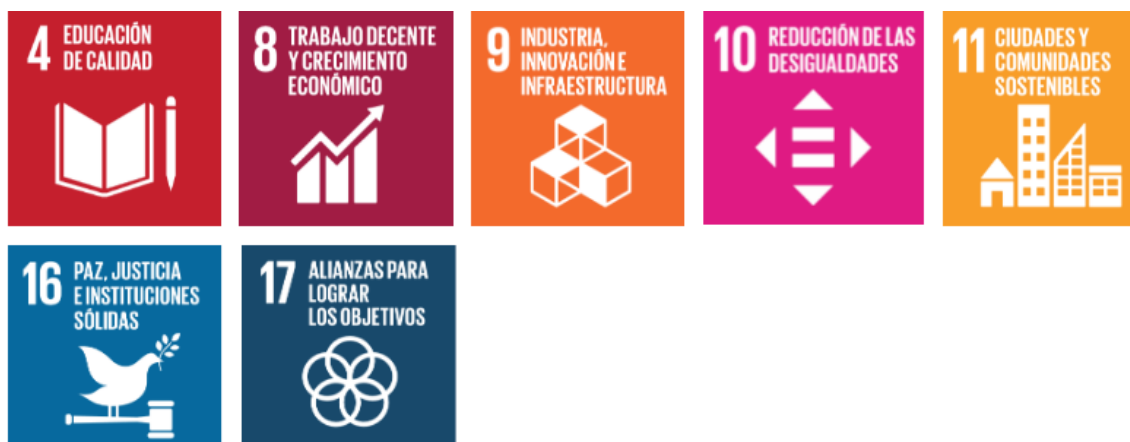 4 EDUCACIÓN
DE CALIDAD
8 TRABAJO DECENTE
Y CRECIMIENTO
ECONÓMICO
9 INDUSTRIA,
INNOVACIÓN E
INFRAESTRUCTURA
10 REDUCCIÓN DE LAS
DESIGUALDADES
11 CIUDADES Y
COMUNIDADES
SOSTENIBLES
16 PAZ, JUSTICIA
E INSTITUCIONES
SÓLIDAS
17 ALIANZAS PARA
LOGRAR
LOS OBJETIVOS